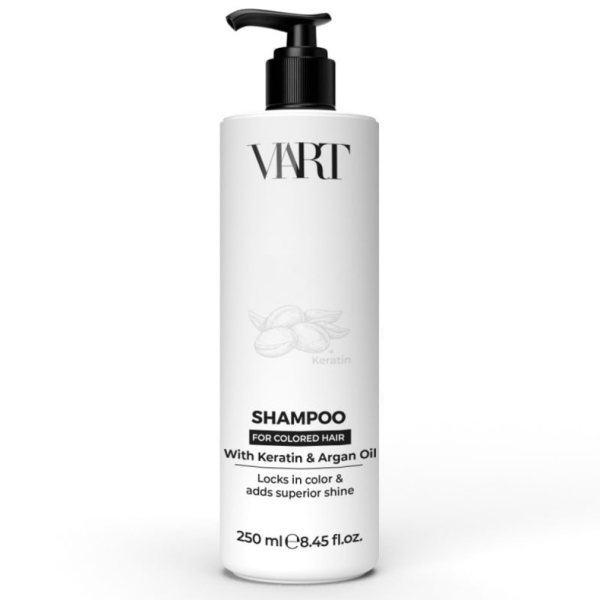 VIART
Keratin
SHAMPOO
FOR COLORED HAIR
With Keratin & Argan Oil
Locks in color &
adds superior shine
250 ml ℮ 8.45 fl.oz.